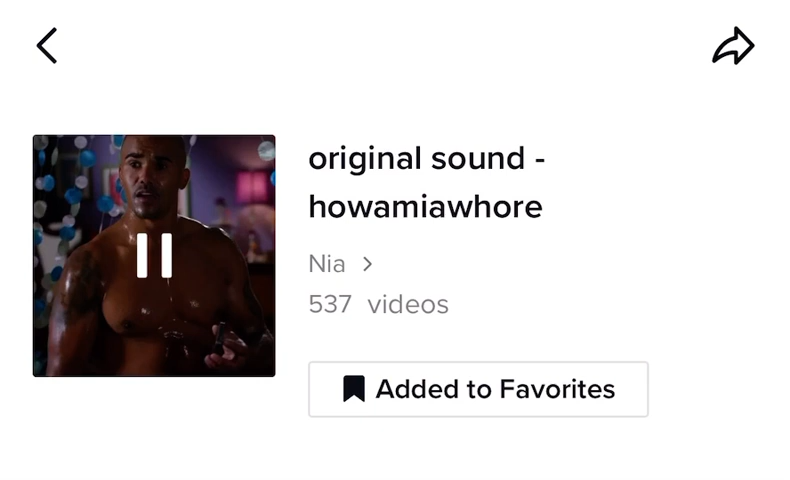 original sound -
howamiawhore
Nia >
537 videos
Added to Favorites